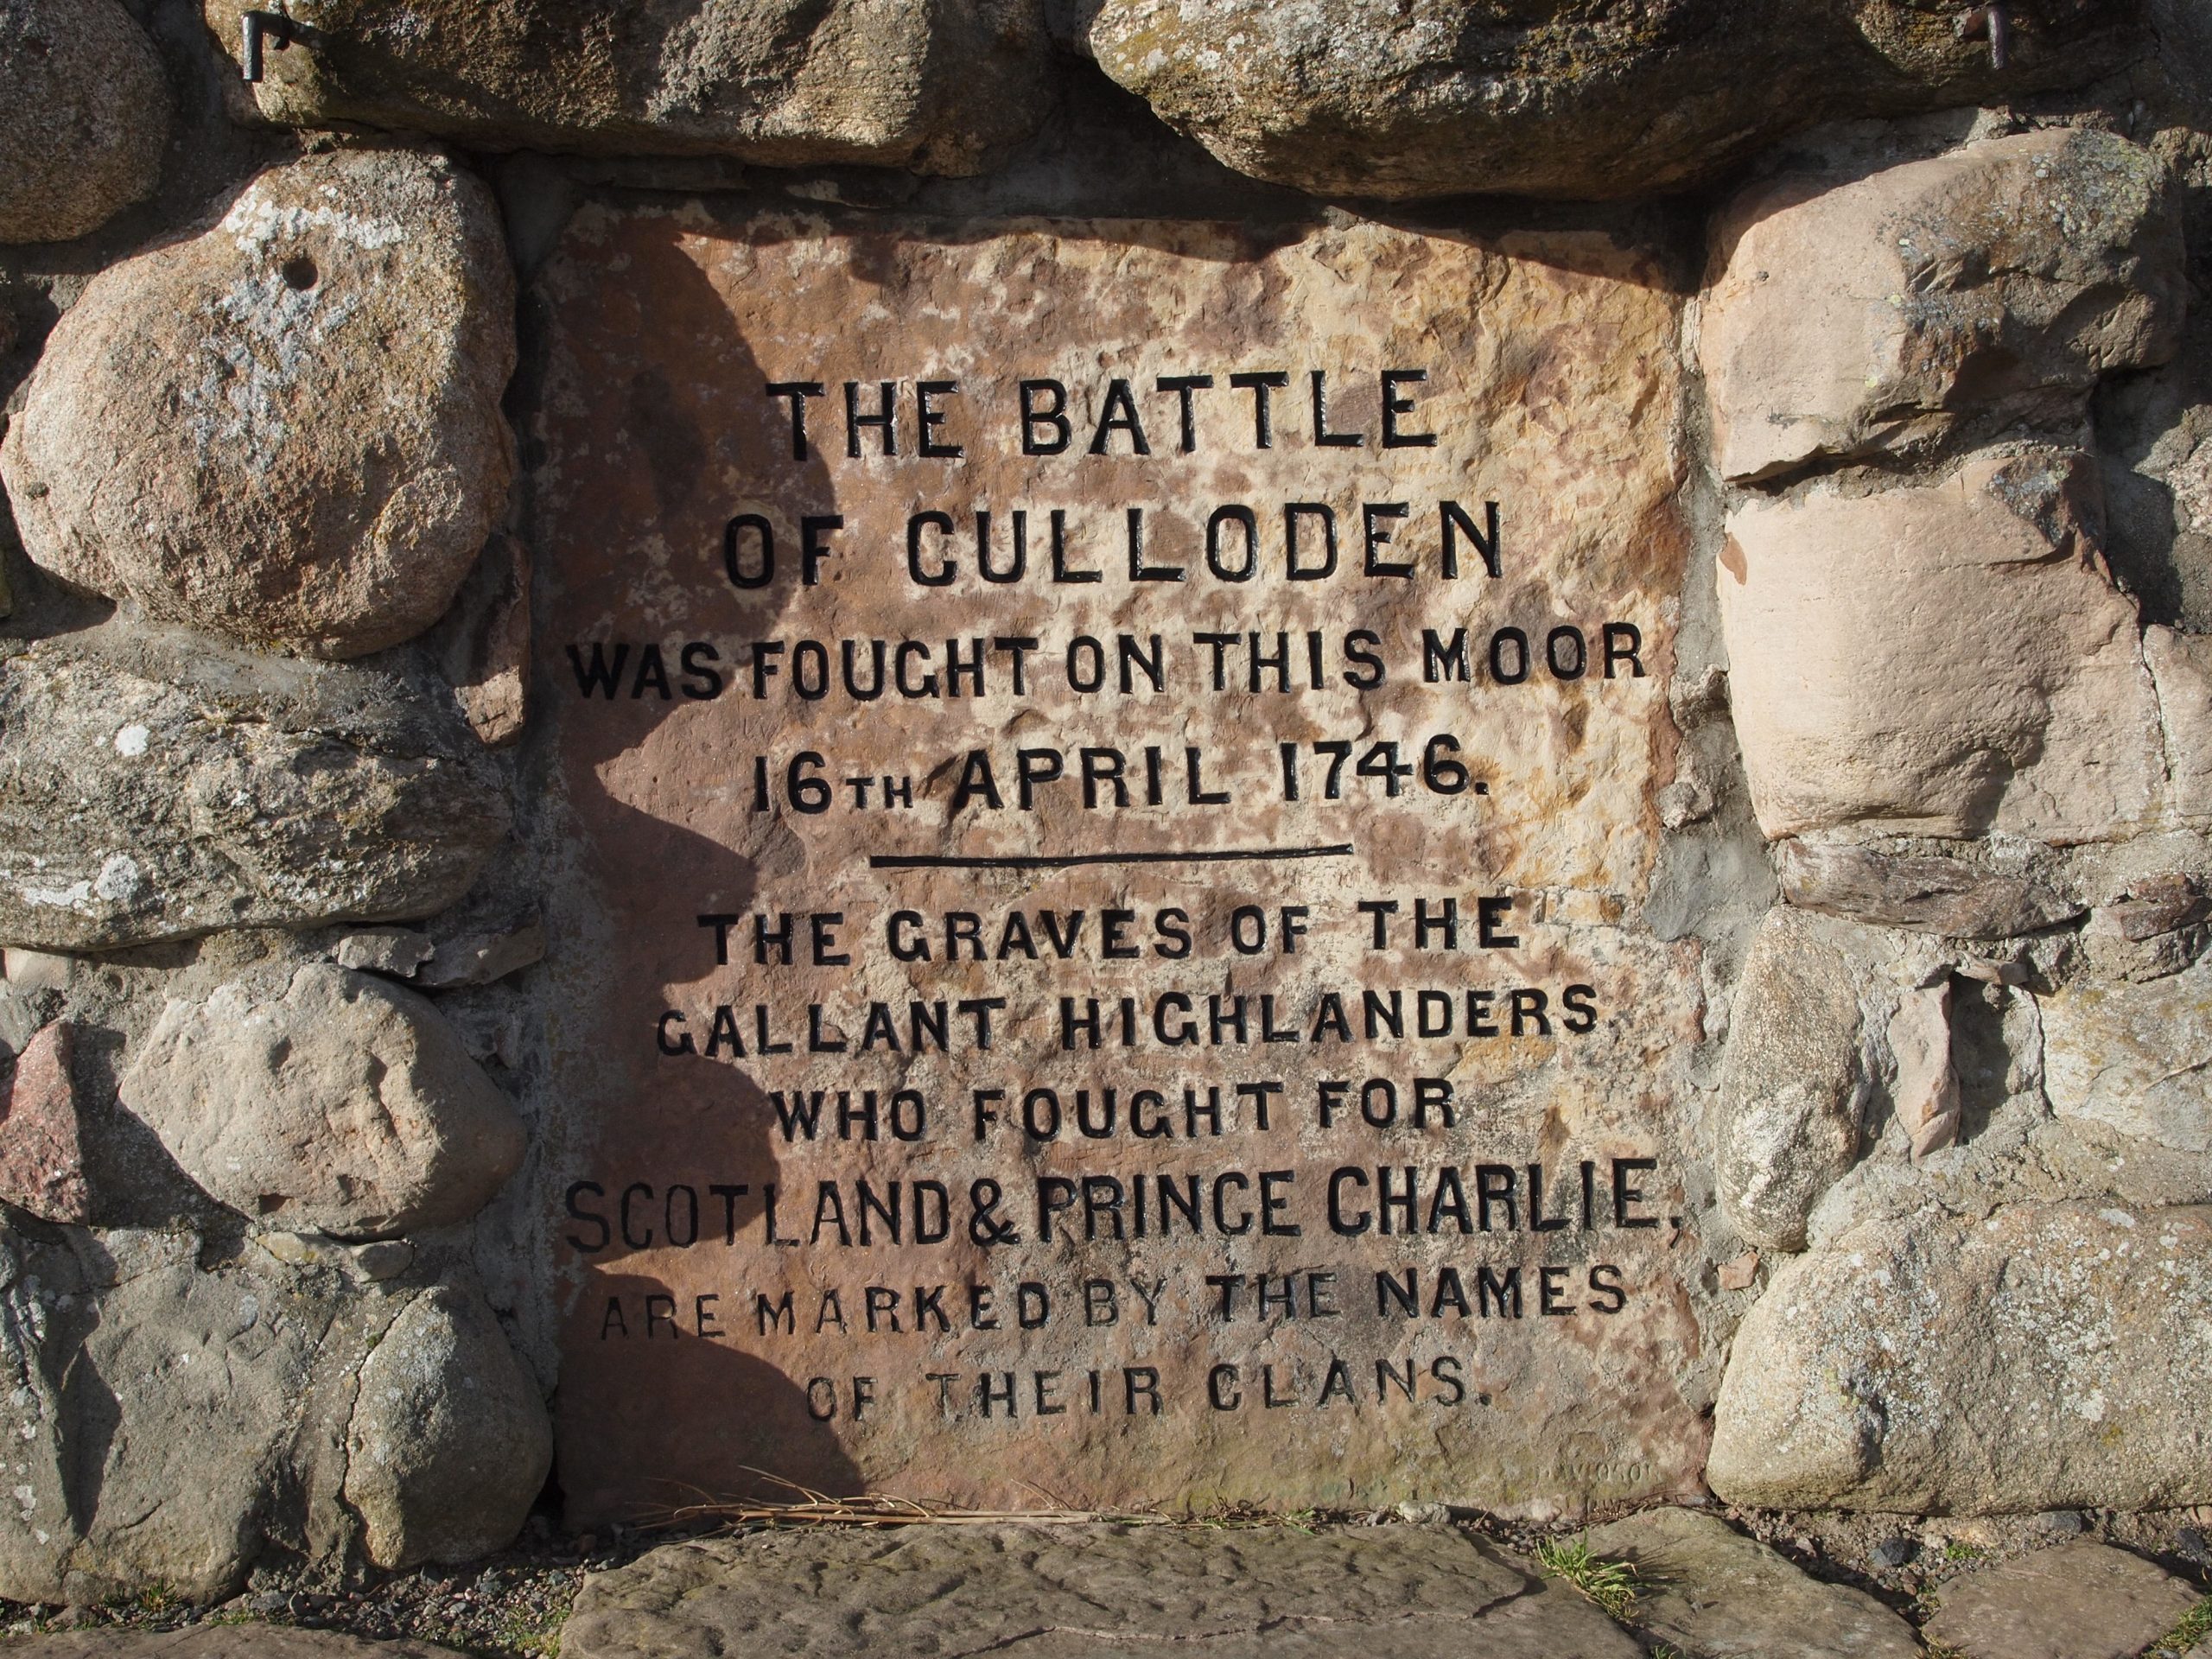 THE BATTLE
OF CULLODEN
WAS FOUGHT ON THIS MOOR
16TH APRIL 1746.
THE GRAVES OF THE
GALLANT HIGHLANDERS
WHO FOUGHT FOR
SCOTLAND & PRINCE CHARLIE,
ARE MARKED BY THE NAMES
OF THEIR CLANS.